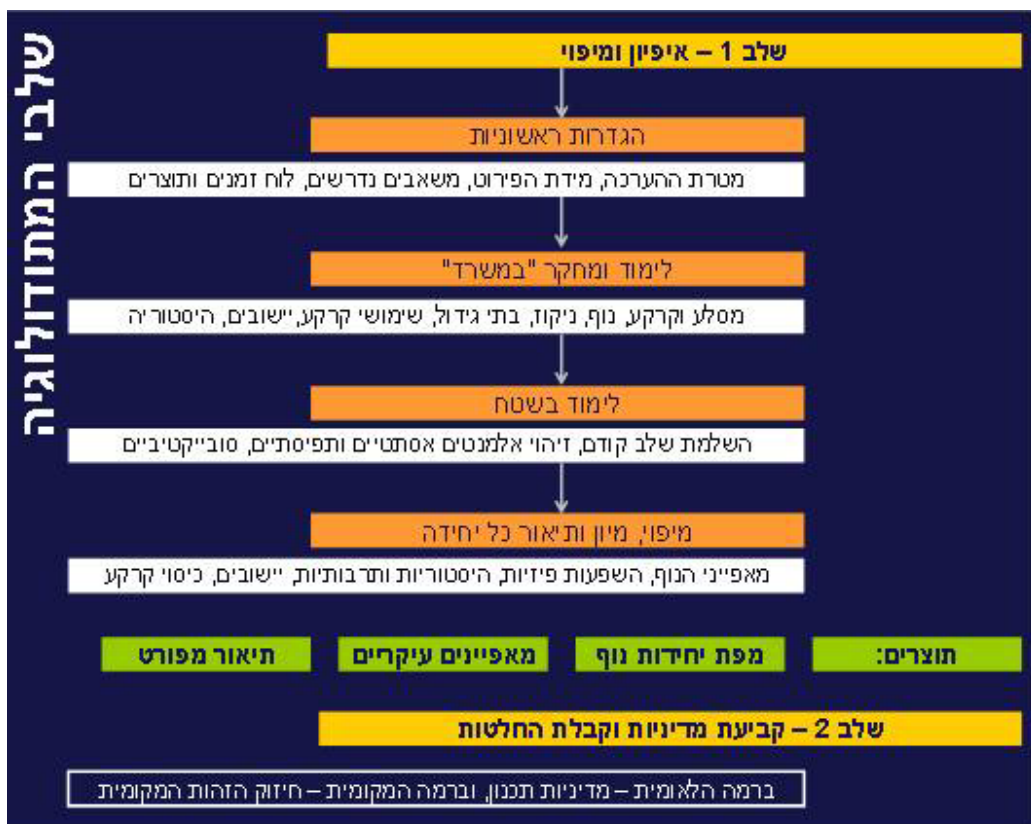 שלבי המתודולוגיה
שלב 1 – איפיון ומיפוי
הגדרות ראשוניות
מטרת ההערכה, מידת הפירוט, משאבים נדרשים, לוח זמנים ותוצרים
לימוד ומחקר "במשרד"
מסלע וקרקע, נוף, ניקוז, בתי גידול, שימושי קרקע,יישובים, היסטוריה
לימוד בשטח
השלמת שלב קודם, זיהוי אלמנטים אסתטיים ותפיסתיים, סובייקטיביים
מיפוי, מיון ותיאור כל יחידה
מאפייני הנוף, השפעות פיזיות, היסטוריות ותרבותיות, יישובים, כיסוי קרקע
תוצרים: מפת יחידות נוף מאפיינים עיקריים תיאור מפורט
שלב 2 – קביעת מדיניות וקבלת החלטות
ברמה הלאומית – מדיניות תכנון, וברמה המקומית – חיזוק הזהות המקומית